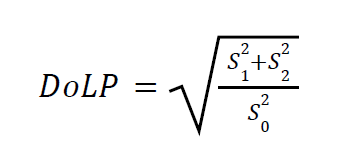 DoLP = √((S₁²+S₂²)/S₀²)